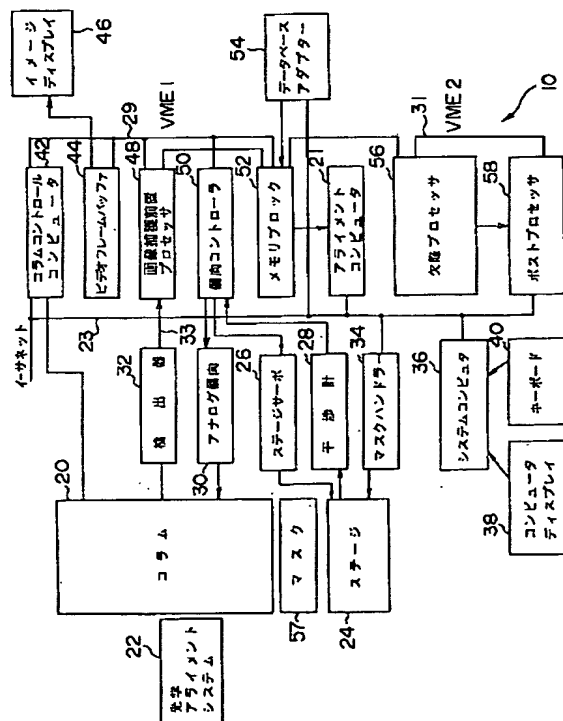 イメージ
ディスプレイ
46
54
データベース
アダプター
VME 1
VME 2
10
29
31
42
コラムコントロール
コンピュータ
44
ビデオフレームバッファ
48
画像捕獲前置
プロセッサ
50
偏向コントローラ
52
メモリブロック
21
アライメント
コンピュータ
56
欠陥プロセッサ
58
ポストプロセッサ
イーサネット
23
33
32
検出器
30
アナログ偏向
26
ステージサーボ
28
干渉計
34
マスクハンドラー
36
システムコンピュタ
40
キーボード
38
コンピュータ
ディスプレイ
20
コラム
57
マスク
24
ステージ
22
光学
アライメント
システム